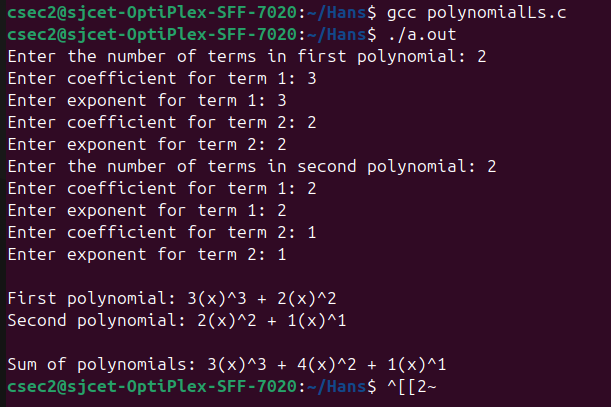 csec2@sjcet-OptiPlex-SFF-7020:~/Hans$ gcc polynomialLs.c
csec2@sjcet-OptiPlex-SFF-7020:~/Hans$ ./a.out
Enter the number of terms in first polynomial: 2
Enter coefficient for term 1: 3
Enter exponent for term 1: 3
Enter coefficient for term 2: 2
Enter exponent for term 2: 2
Enter the number of terms in second polynomial: 2
Enter coefficient for term 1: 2
Enter exponent for term 1: 2
Enter coefficient for term 2: 1
Enter exponent for term 2: 1

First polynomial: 3(x)^3 + 2(x)^2
Second polynomial: 2(x)^2 + 1(x)^1

Sum of polynomials: 3(x)^3 + 4(x)^2 + 1(x)^1
csec2@sjcet-OptiPlex-SFF-7020:~/Hans$ ^[[2~